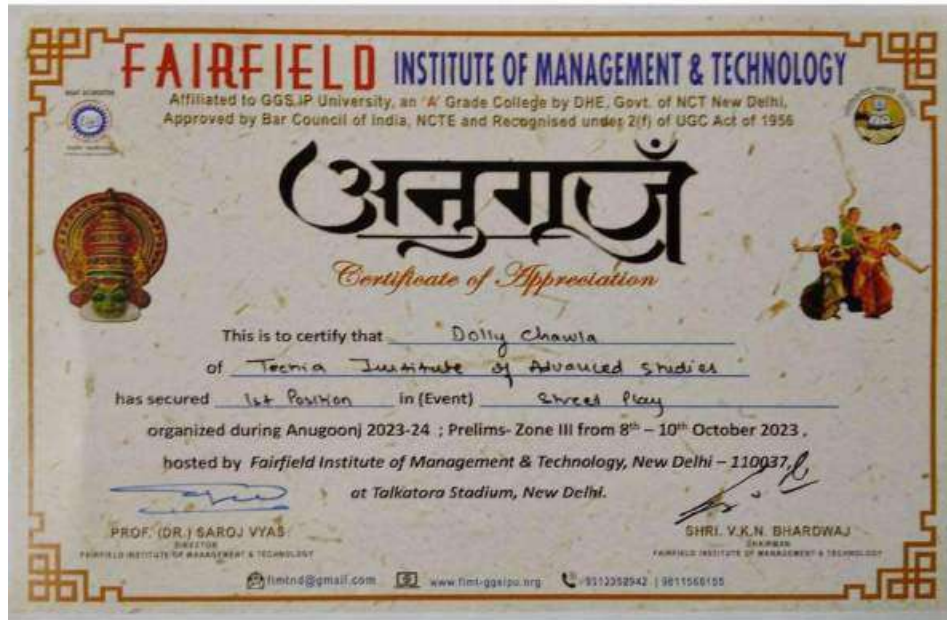 FAIRFIELD INSTITUTE OF MANAGEMENT & TECHNOLOGY
Affiliated to GGS IP University, an 'A' Grade College by DHE, Govt. of NCT New Delhi,
Approved by Bar Council of India, NCTE and Recognised under 2(f) of UGC Act of 1956
अनुगूजँ
Certificate of Appreciation
This is to certify that Dolly Chawla
of Tecnia Institute of Advanced Studies
has secured 1st Position in (Event) Street Play
organized during Anugoonj 2023-24 ; Prelims- Zone III from 8th – 10th October 2023 ,
hosted by Fairfield Institute of Management & Technology, New Delhi – 110037,
at Talkatora Stadium, New Delhi.
PROF. (DR.) SAROJ VYAS
DIRECTOR
FAIRFIELD INSTITUTE OF MANAGEMENT & TECHNOLOGY
SHRI. V.K.N. BHARDWAJ
CHAIRMAN
FAIRFIELD INSTITUTE OF MANAGEMENT & TECHNOLOGY
fimtnd@gmail.com www.fimt-ggsipu.org